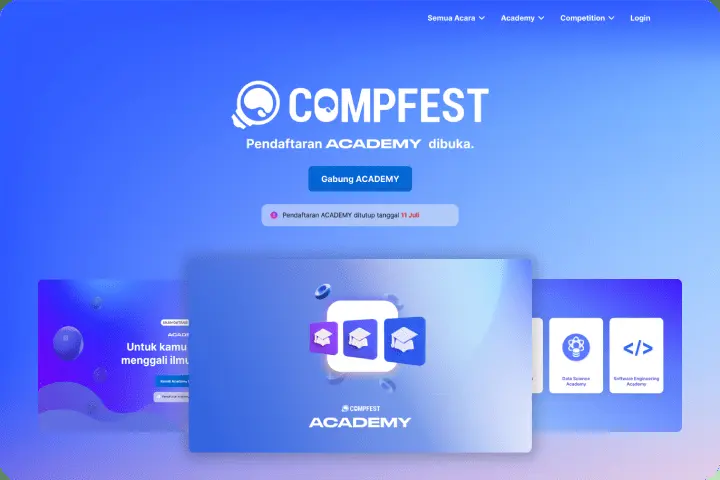 Semua Acara
Academy
Competition
Login
COMPFEST
Pendaftaran ACADEMY dibuka.
Gabung ACADEMY
Pendaftaran ACADEMY ditutup tanggal 11 Juli
Untuk kamu
menggali ilmu
COMPFEST
ACADEMY
Data Science
Academy
</>
Software Engineering
Academy